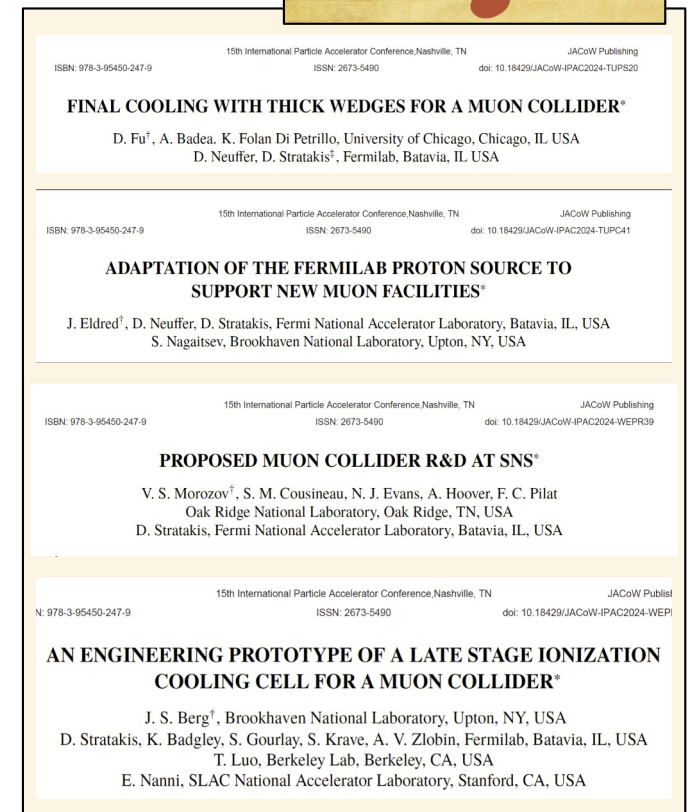 15th International Particle Accelerator Conference,Nashville, TN
JACoW Publishing
ISBN: 978-3-95450-247-9
ISSN: 2673-5490
doi: 10.18429/JACoW-IPAC2024-TUPS20
FINAL COOLING WITH THICK WEDGES FOR A MUON COLLIDER*
D. Fu†, A. Badea. K. Folan Di Petrillo, University of Chicago, Chicago, IL USA
D. Neuffer, D. Stratakis‡, Fermilab, Batavia, IL USA
15th International Particle Accelerator Conference,Nashville, TN
JACoW Publishing
ISBN: 978-3-95450-247-9
ISSN: 2673-5490
doi: 10.18429/JACoW-IPAC2024-TUPC41
ADAPTATION OF THE FERMILAB PROTON SOURCE TO
SUPPORT NEW MUON FACILITIES*
J. Eldred†, D. Neuffer, D. Stratakis, Fermi National Accelerator Laboratory, Batavia, IL, USA
S. Nagaitsev, Brookhaven National Laboratory, Upton, NY, USA
15th International Particle Accelerator Conference,Nashville, TN
JACoW Publishing
ISBN: 978-3-95450-247-9
ISSN: 2673-5490
doi: 10.18429/JACoW-IPAC2024-WEPR39
PROPOSED MUON COLLIDER R&D AT SNS*
V. S. Morozov†, S. M. Cousineau, N. J. Evans, A. Hoover, F. C. Pilat
Oak Ridge National Laboratory, Oak Ridge, TN, USA
D. Stratakis, Fermi National Accelerator Laboratory, Batavia, IL, USA
15th International Particle Accelerator Conference,Nashville, TN
JACoW Publisl
N: 978-3-95450-247-9
ISSN: 2673-5490
doi: 10.18429/JACoW-IPAC2024-WEPI
AN ENGINEERING PROTOTYPE OF A LATE STAGE IONIZATION
COOLING CELL FOR A MUON COLLIDER*
J. S. Berg†, Brookhaven National Laboratory, Upton, NY, USA
D. Stratakis, K. Badgley, S. Gourlay, S. Krave, A. V. Zlobin, Fermilab, Batavia, IL, USA
T. Luo, Berkeley Lab, Berkeley, CA, USA
E. Nanni, SLAC National Accelerator Laboratory, Stanford, CA, USA